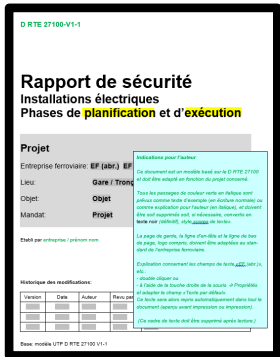 D RTE 27100-V1-1
Rapport de sécurité
Installations électriques
Phases de planification et d'exécution
Projet
Entreprise ferroviaire: EF (abr.) EF
Lieu: Gare / Tronç
Objet: Objet
Mandat: Projet
Etabli par entreprise / prénom nom
Historique des modifications:
Version Date Auteur Revu par
Base: modèle UTP D RTE 27100 V1-1
Indications pour l'auteur
Ce document est un modèle basé sur le D RTE 27100
et doit être adapté en fonction du projet concerné.
Tous les passages de couleur verte en italique sont
prévus comme texte d'exemple (en écriture normale) ou
comme explication pour l'auteur (en italique), et doivent
être soit supprimés soit, si nécessaire, convertis en
texte noir (définitif), style de texte.
La page de garde, la ligne d'en-tête et la ligne de bas
de page, logo compris, doivent être adaptées au stan-
dard de l'entreprise ferroviaire.
Explication concernant les champs de texte «EF (abr.)»,
etc.:
- double cliquer ou
- à l'aide de la touche droite de la souris → Propriétés
et adapter le champ «Texte par défaut».
Ce texte sera alors repris automatiquement dans tout le
document (aperçu avant impression ou impression).
(Ce cadre de texte doit être supprimé après lecture.)